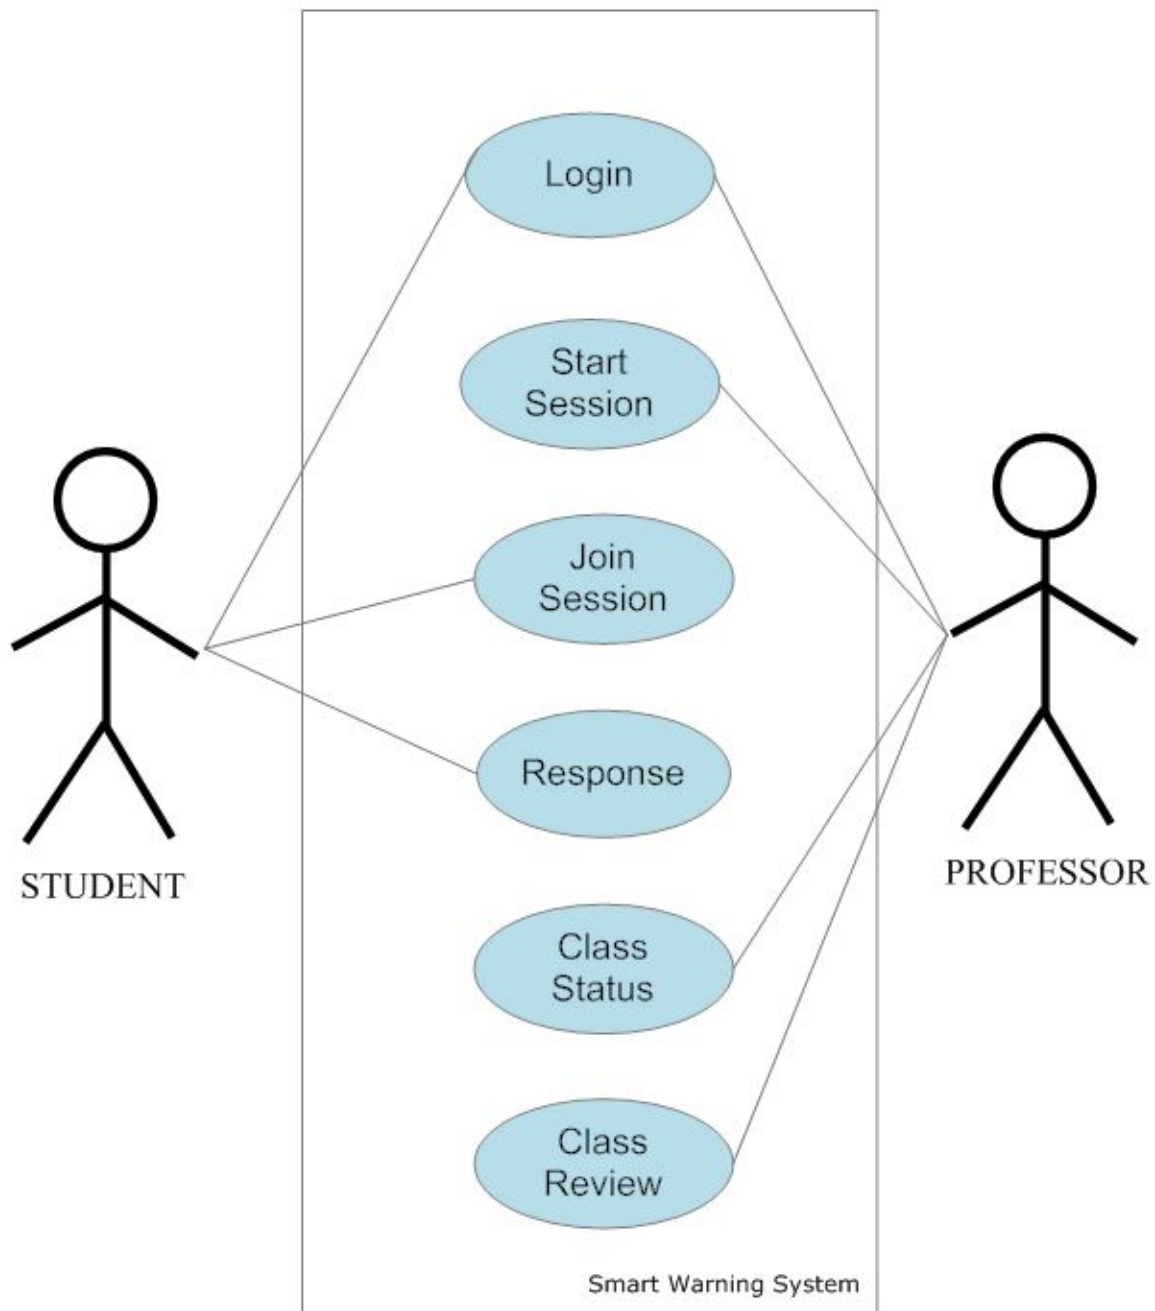 Login
Start
Session
Join
Session
Response
STUDENT
PROFESSOR
Class
Status
Class
Review
Smart Warning System